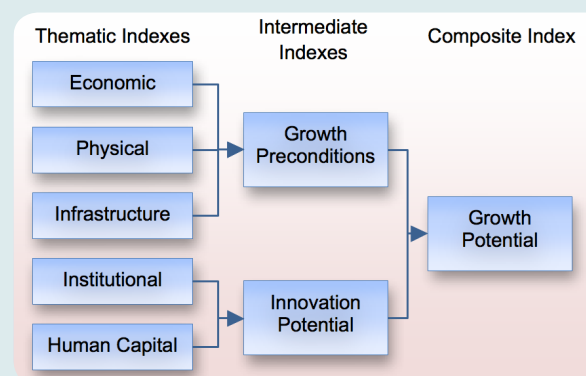 Thematic Indexes
Intermediate
Indexes
Composite Index
Economic
Physical
Infrastructure
Institutional
Human Capital
Growth
Preconditions
Innovation
Potential
Growth
Potential